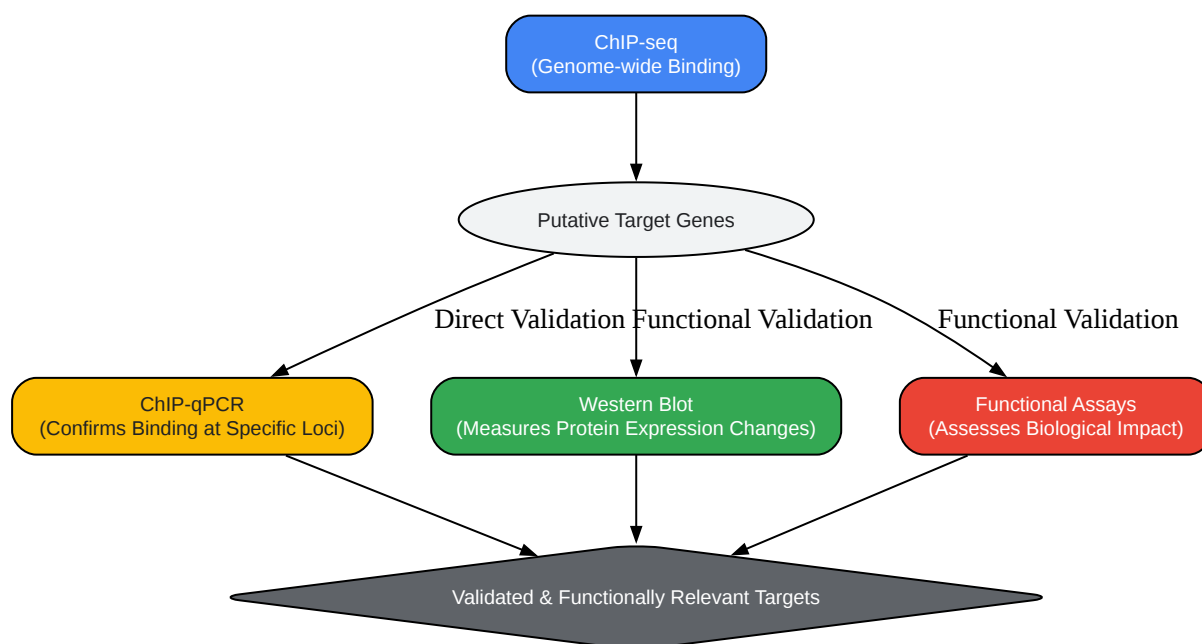 ChIP-seq
(Genome-wide Binding)
Putative Target Genes
Direct Validation
Functional Validation
Functional Validation
ChIP-qPCR
(Confirms Binding at Specific Loci)
Western Blot
(Measures Protein Expression Changes)
Functional Assays
(Assesses Biological Impact)
Validated & Functionally Relevant Targets